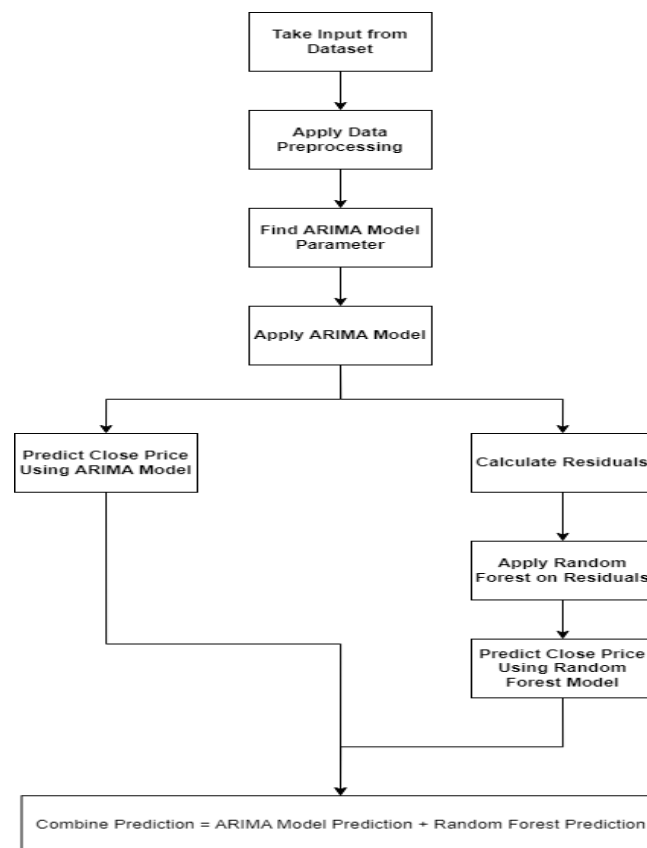 Take Input from
Dataset
Apply Data
Preprocessing
Find ARIMA Model
Parameter
Apply ARIMA Model
Predict Close Price
Using ARIMA Model
Calculate Residuals
Apply Random
Forest on Residuals
Predict Close Price
Using Random
Forest Model
Combine Prediction = ARIMA Model Prediction + Random Forest Prediction